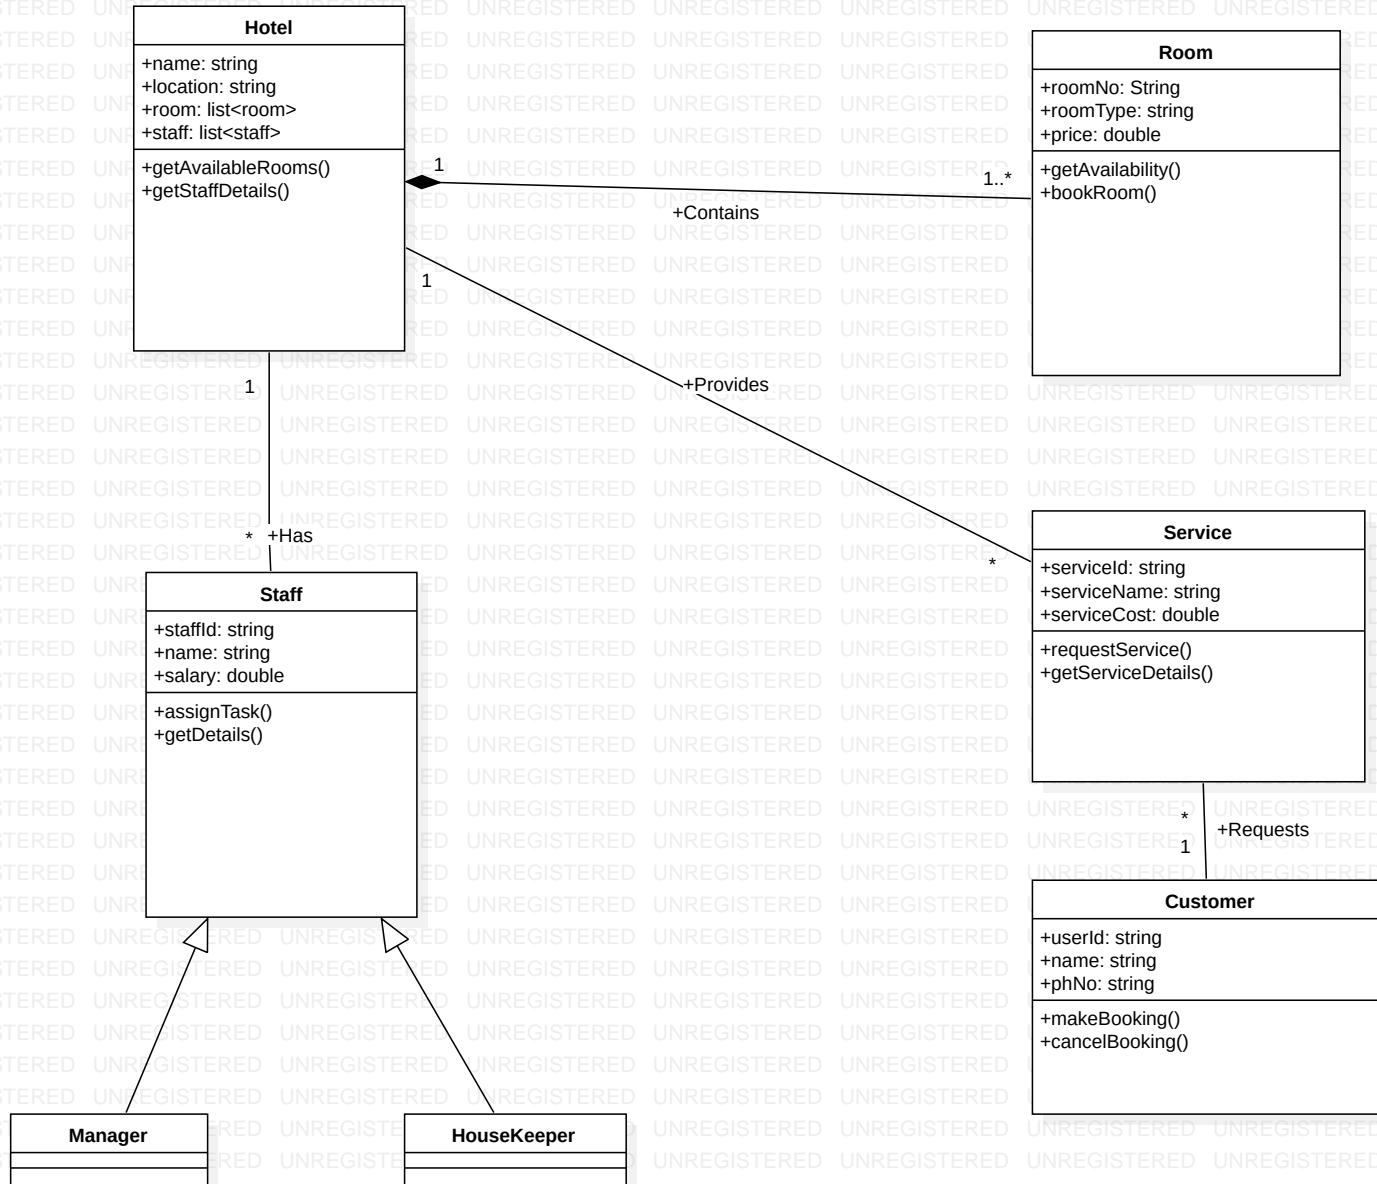 Hotel
+name: string
+location: string
+room: list<room>
+staff: list<staff>
+getAvailableRooms()
+getStaffDetails()
1
1..*
+Contains
Room
+roomNo: String
+roomType: string
+price: double
+getAvailability()
+bookRoom()
1
+Provides
*
1
*
+Has
Staff
+staffId: string
+name: string
+salary: double
+assignTask()
+getDetails()
Service
+serviceId: string
+serviceName: string
+serviceCost: double
+requestService()
+getServiceDetails()
*
+Requests
1
Customer
+userId: string
+name: string
+phNo: string
+makeBooking()
+cancelBooking()
Manager
HouseKeeper
UNREGISTERED